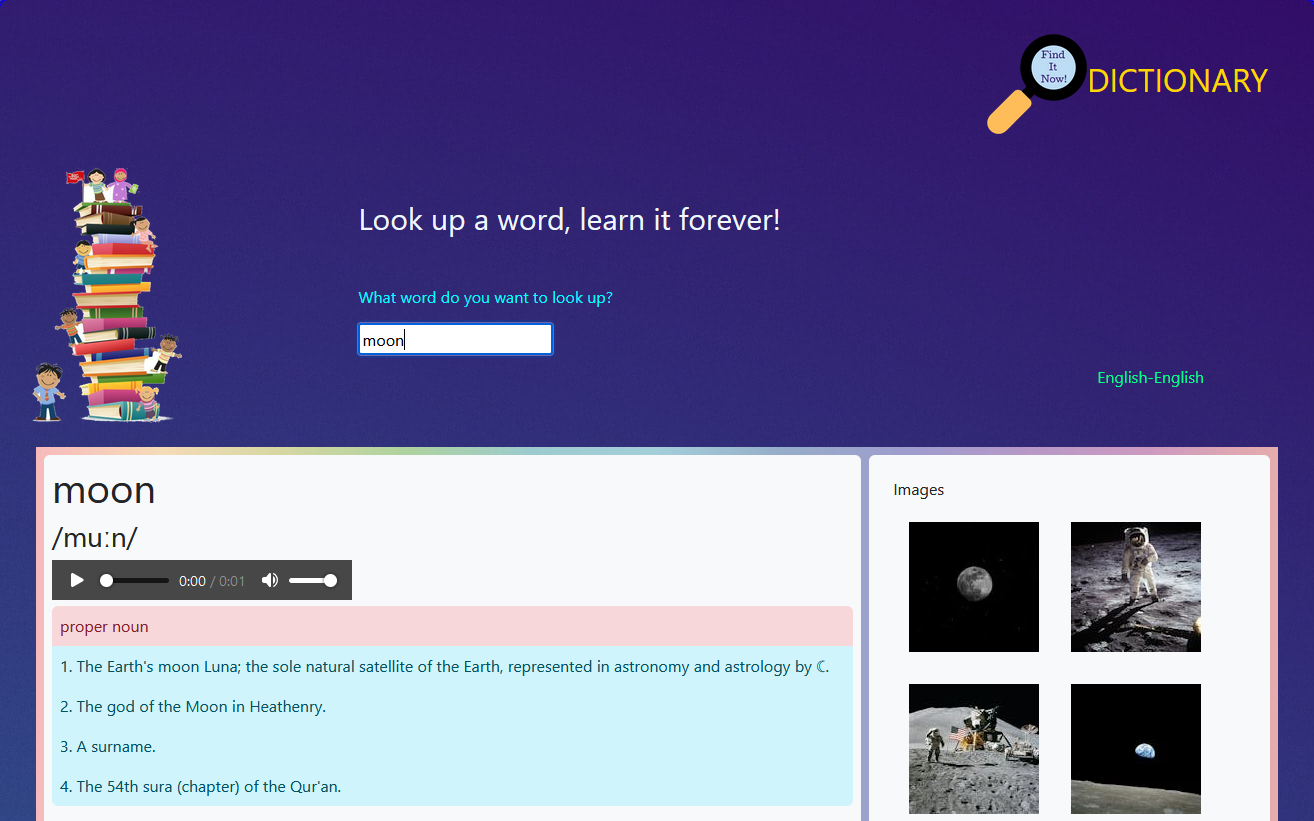 Find
It
Now!
DICTIONARY
Look up a word, learn it forever!
What word do you want to look up?
moon
English-English
moon
/muːn/
0:00 / 0:01
proper noun
1. The Earth's moon Luna; the sole natural satellite of the Earth, represented in astronomy and astrology by ☾.
2. The god of the Moon in Heathenry.
3. A surname.
4. The 54th sura (chapter) of the Qur'an.
Images